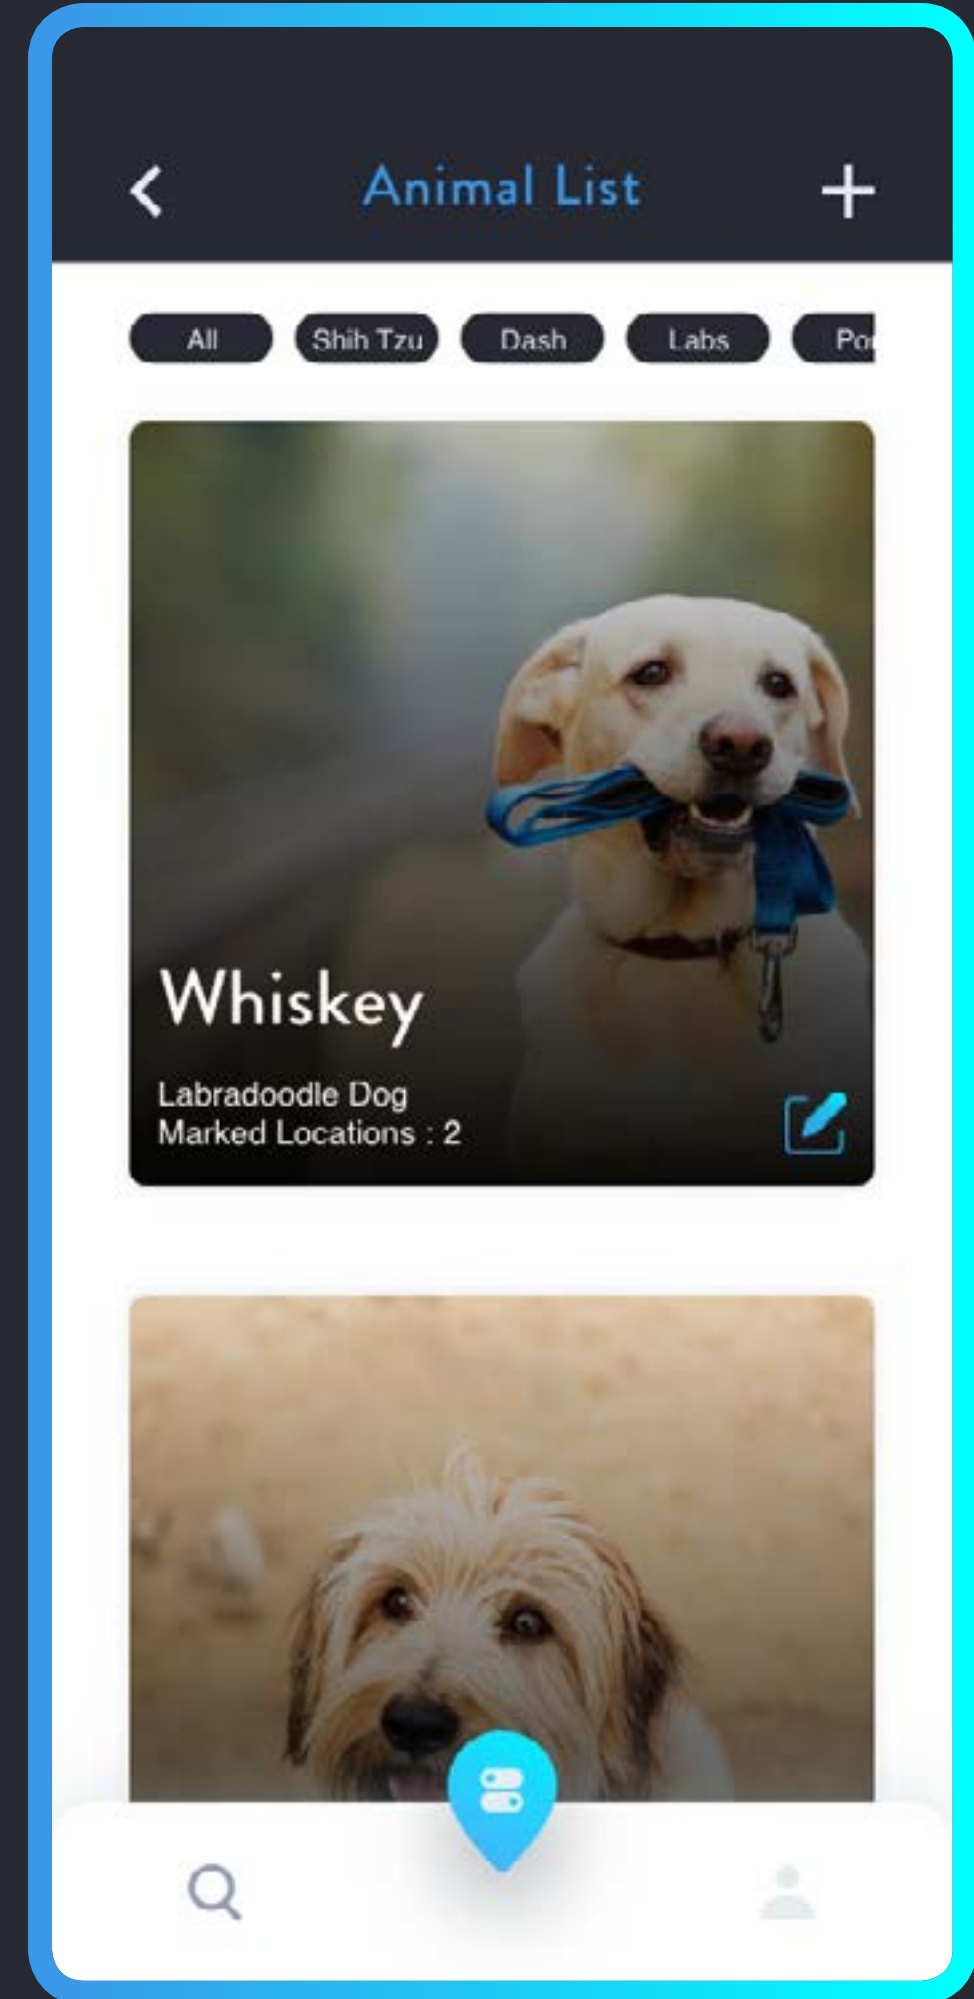 Animal List
All Shih Tzu Dash Labs
Whiskey
Labradoodle Dog
Marked Locations : 2